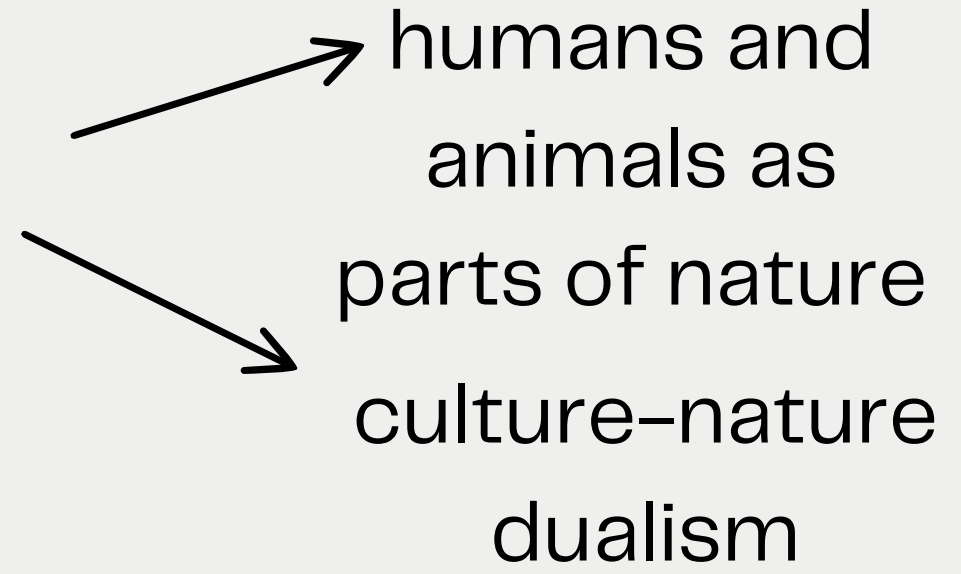 humans and
animals as
parts of nature
culture–nature
dualism